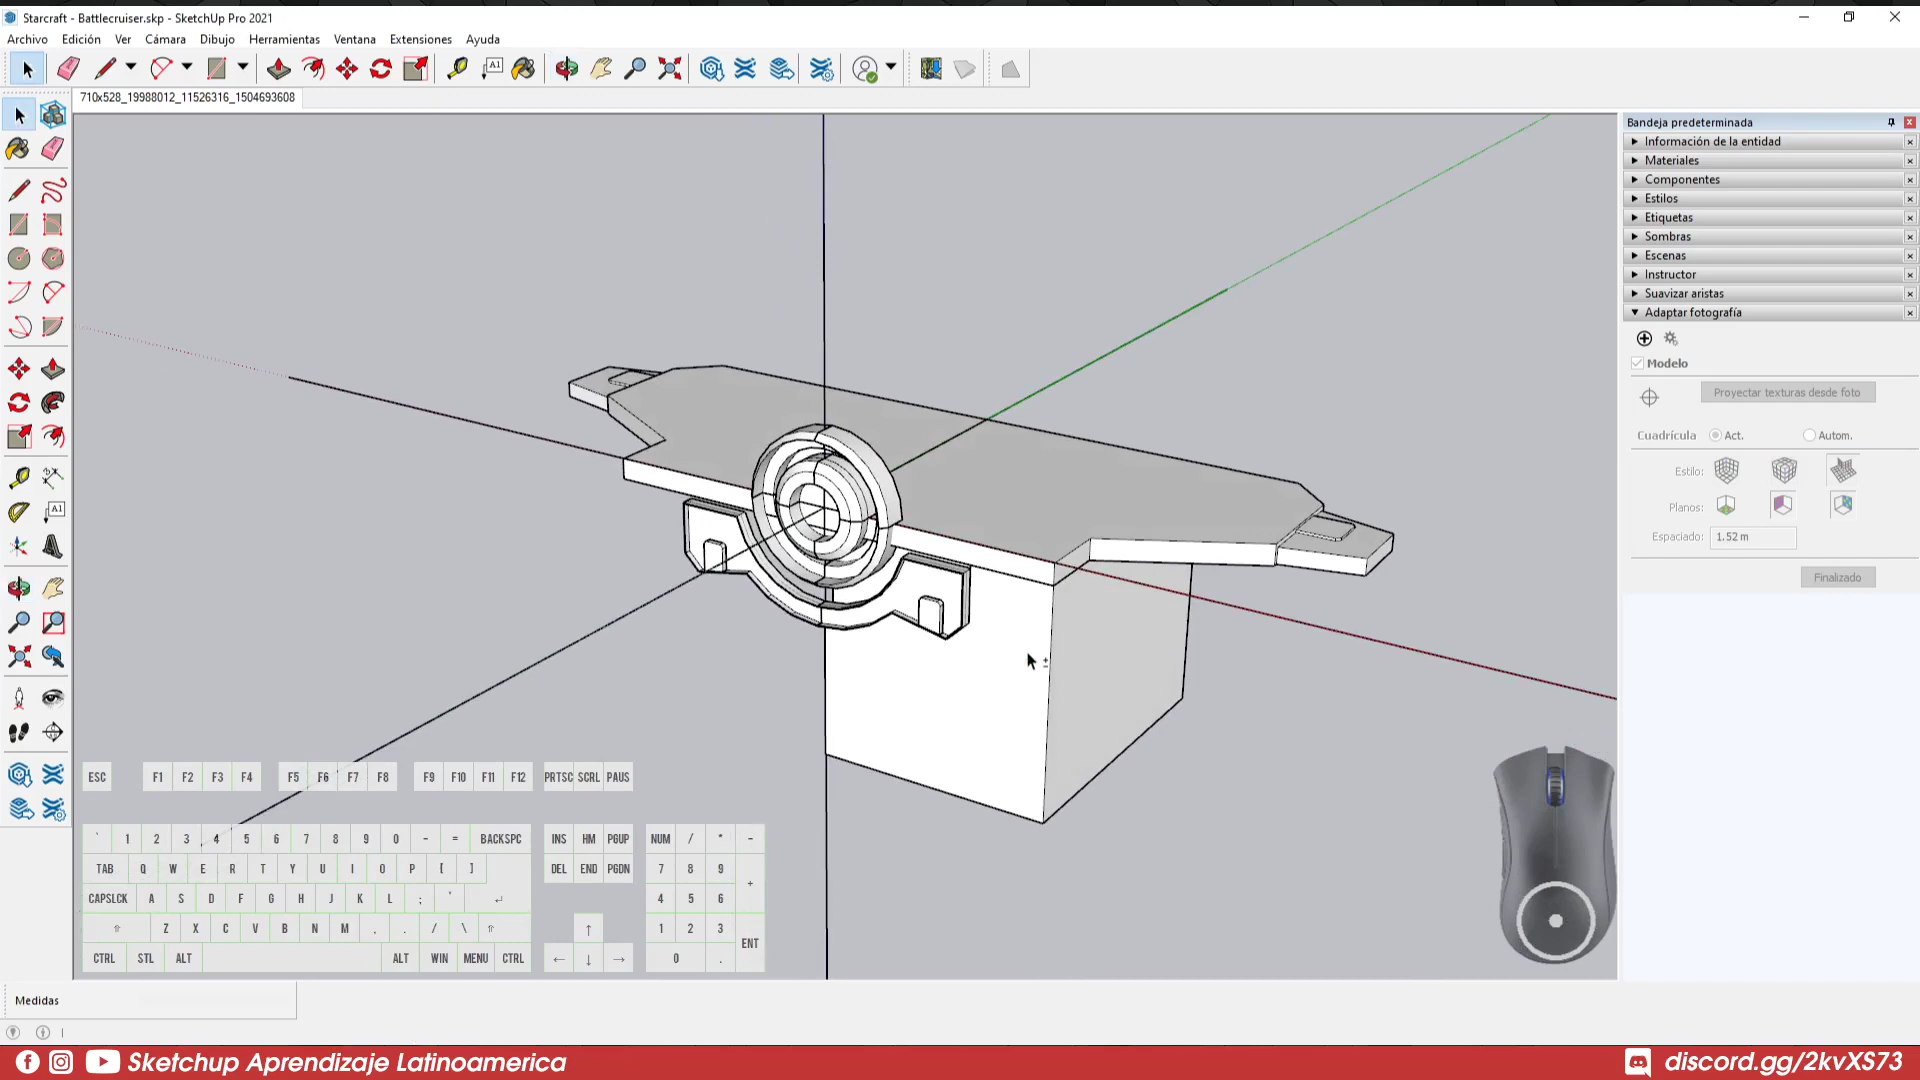 Starcraft - Battlecruiser.skp - SketchUp Pro 2021
Archivo Edición Ver Cámara Dibujo Herramientas Ventana Extensiones Ayuda
710x528_19988012_11526316_1504693608
Bandeja predeterminada
Información de la entidad
Materiales
Componentes
Estilos
Etiquetas
Sombras
Escenas
Instructor
Suavizar aristas
Adaptar fotografía
Modelo
Proyectar texturas desde foto
Cuadrícula Act. Autom.
Estilo:
Planos:
Espaciado: 1.52 m
Finalizado
ESC F1 F2 F3 F4 F5 F6 F7 F8 F9 F10 F11 F12 PRTSC SCRL PAUS
` 1 2 3 4 5 6 7 8 9 0 - = BACKSPC INS HM PGUP NUM / * -
TAB Q W E R T Y U I O P [ ] DEL END PGDN 7 8 9 +
CAPSLCK A S D F G H J K L ; ' ↵ 4 5 6
⇧ Z X C V B N M . . / \ ⇧ ↑ 1 2 3 ENT
CTRL STL ALT ALT WIN MENU CTRL ← ↓ → 0 .
Medidas
Sketchup Aprendizaje Latinoamerica
discord.gg/2kvXS73